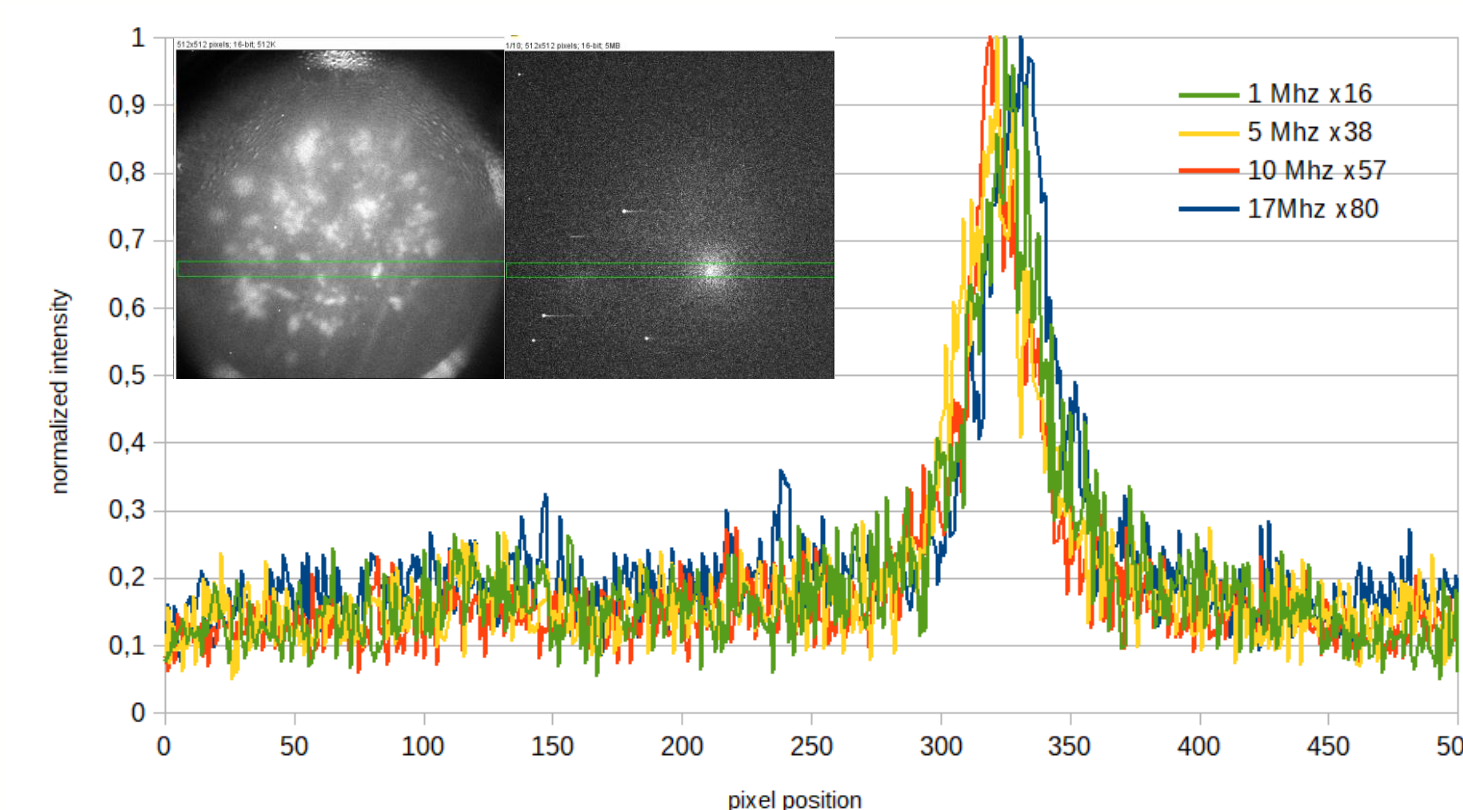 512x512 pixels; 16-bit; 512K
1/10; 512x512 pixels; 16-bit; 5MB
1 Mhz x16
5 Mhz x38
10 Mhz x57
17Mhz x80
normalized intensity
1
0,9
0,8
0,7
0,6
0,5
0,4
0,3
0,2
0,1
0
0 50 100 150 200 250 300 350 400 450 50
pixel position